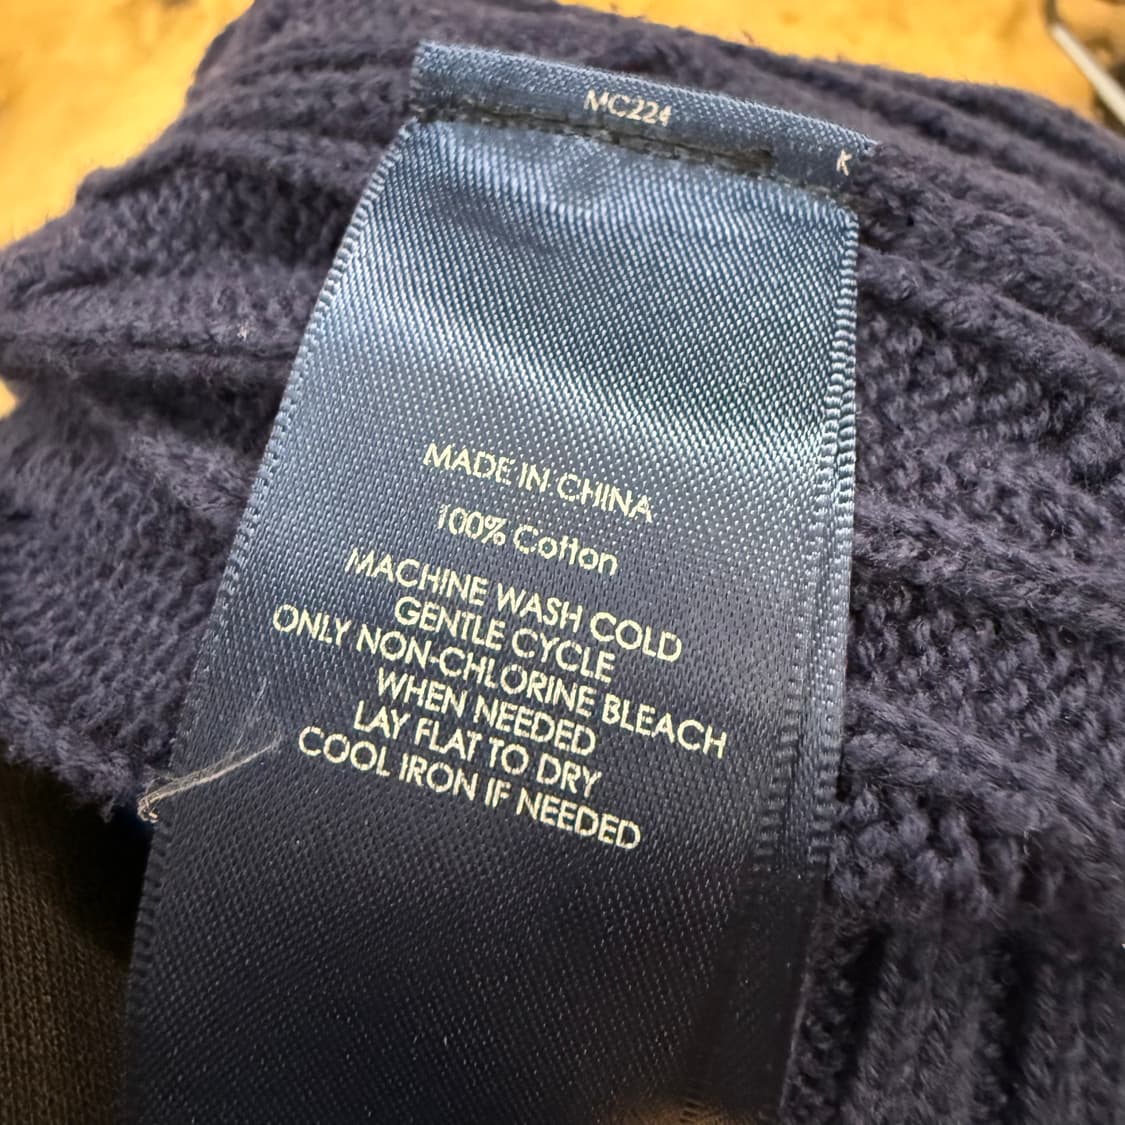 MC224
K
MADE IN CHINA
100% Cotton
MACHINE WASH COLD
GENTLE CYCLE
ONLY NON-CHLORINE BLEACH
WHEN NEEDED
LAY FLAT TO DRY
COOL IRON IF NEEDED